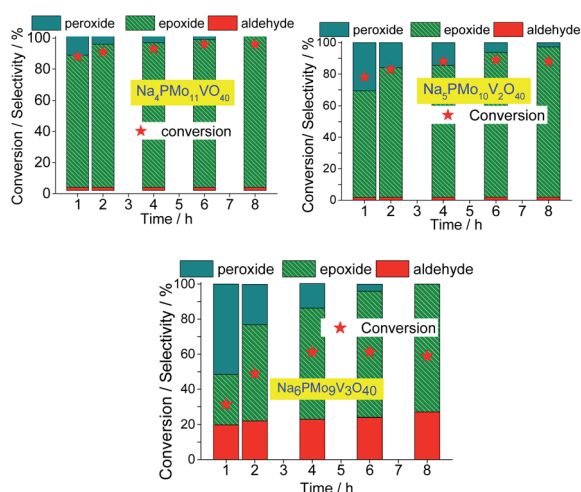 peroxide epoxide aldehyde
Conversion / Selectivity / %
100
80
60
40
20
0
Na4PMo11VO40
conversion
1 2 3 4 5 6 7 8
Time / h
peroxide epoxide aldehyde
Conversion/ Selectivity / %
100
80
60
40
20
0
Na5PMo10V2O40
Conversion
1 2 3 4 5 6 7 8
Time / h
peroxide epoxide aldehyde
Conversion / Selectivity / %
100
80
60
40
20
0
Conversion
Na6PMo9V3O40
1 2 3 4 5 6 7 8
Time / h